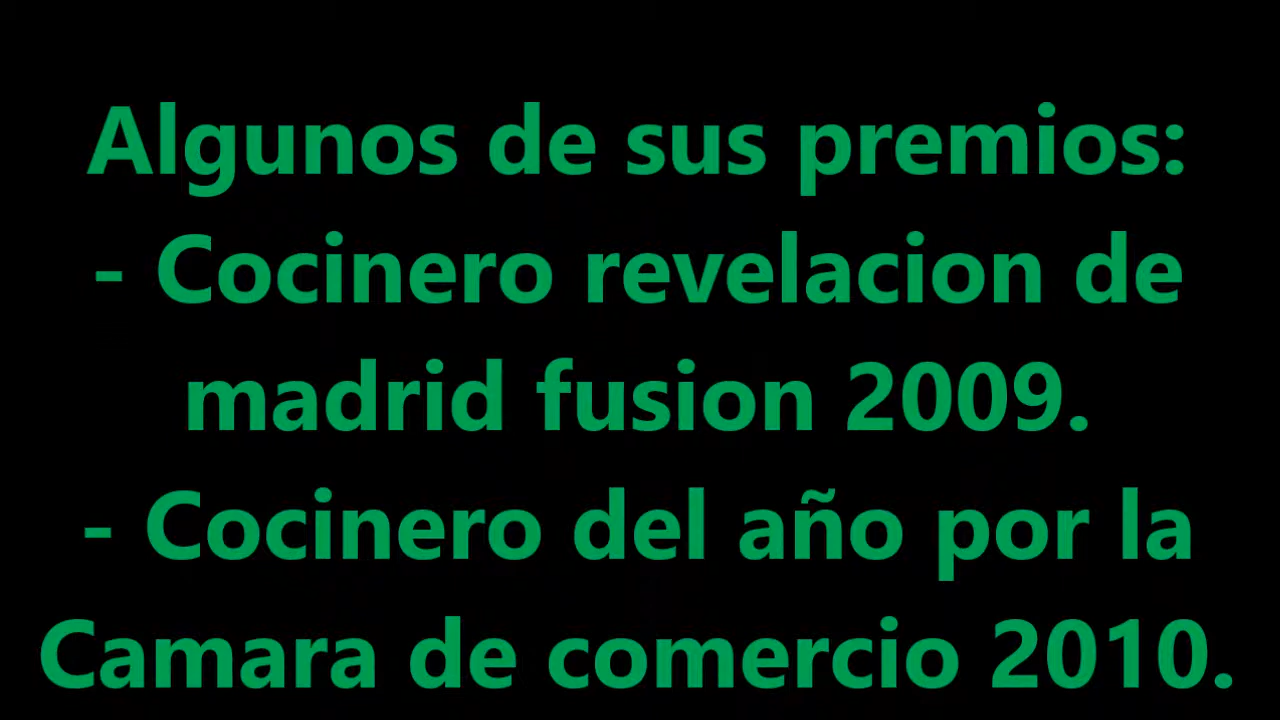 Algunos de sus premios:
- Cocinero revelacion de
madrid fusion 2009.
- Cocinero del año por la
Camara de comercio 2010.